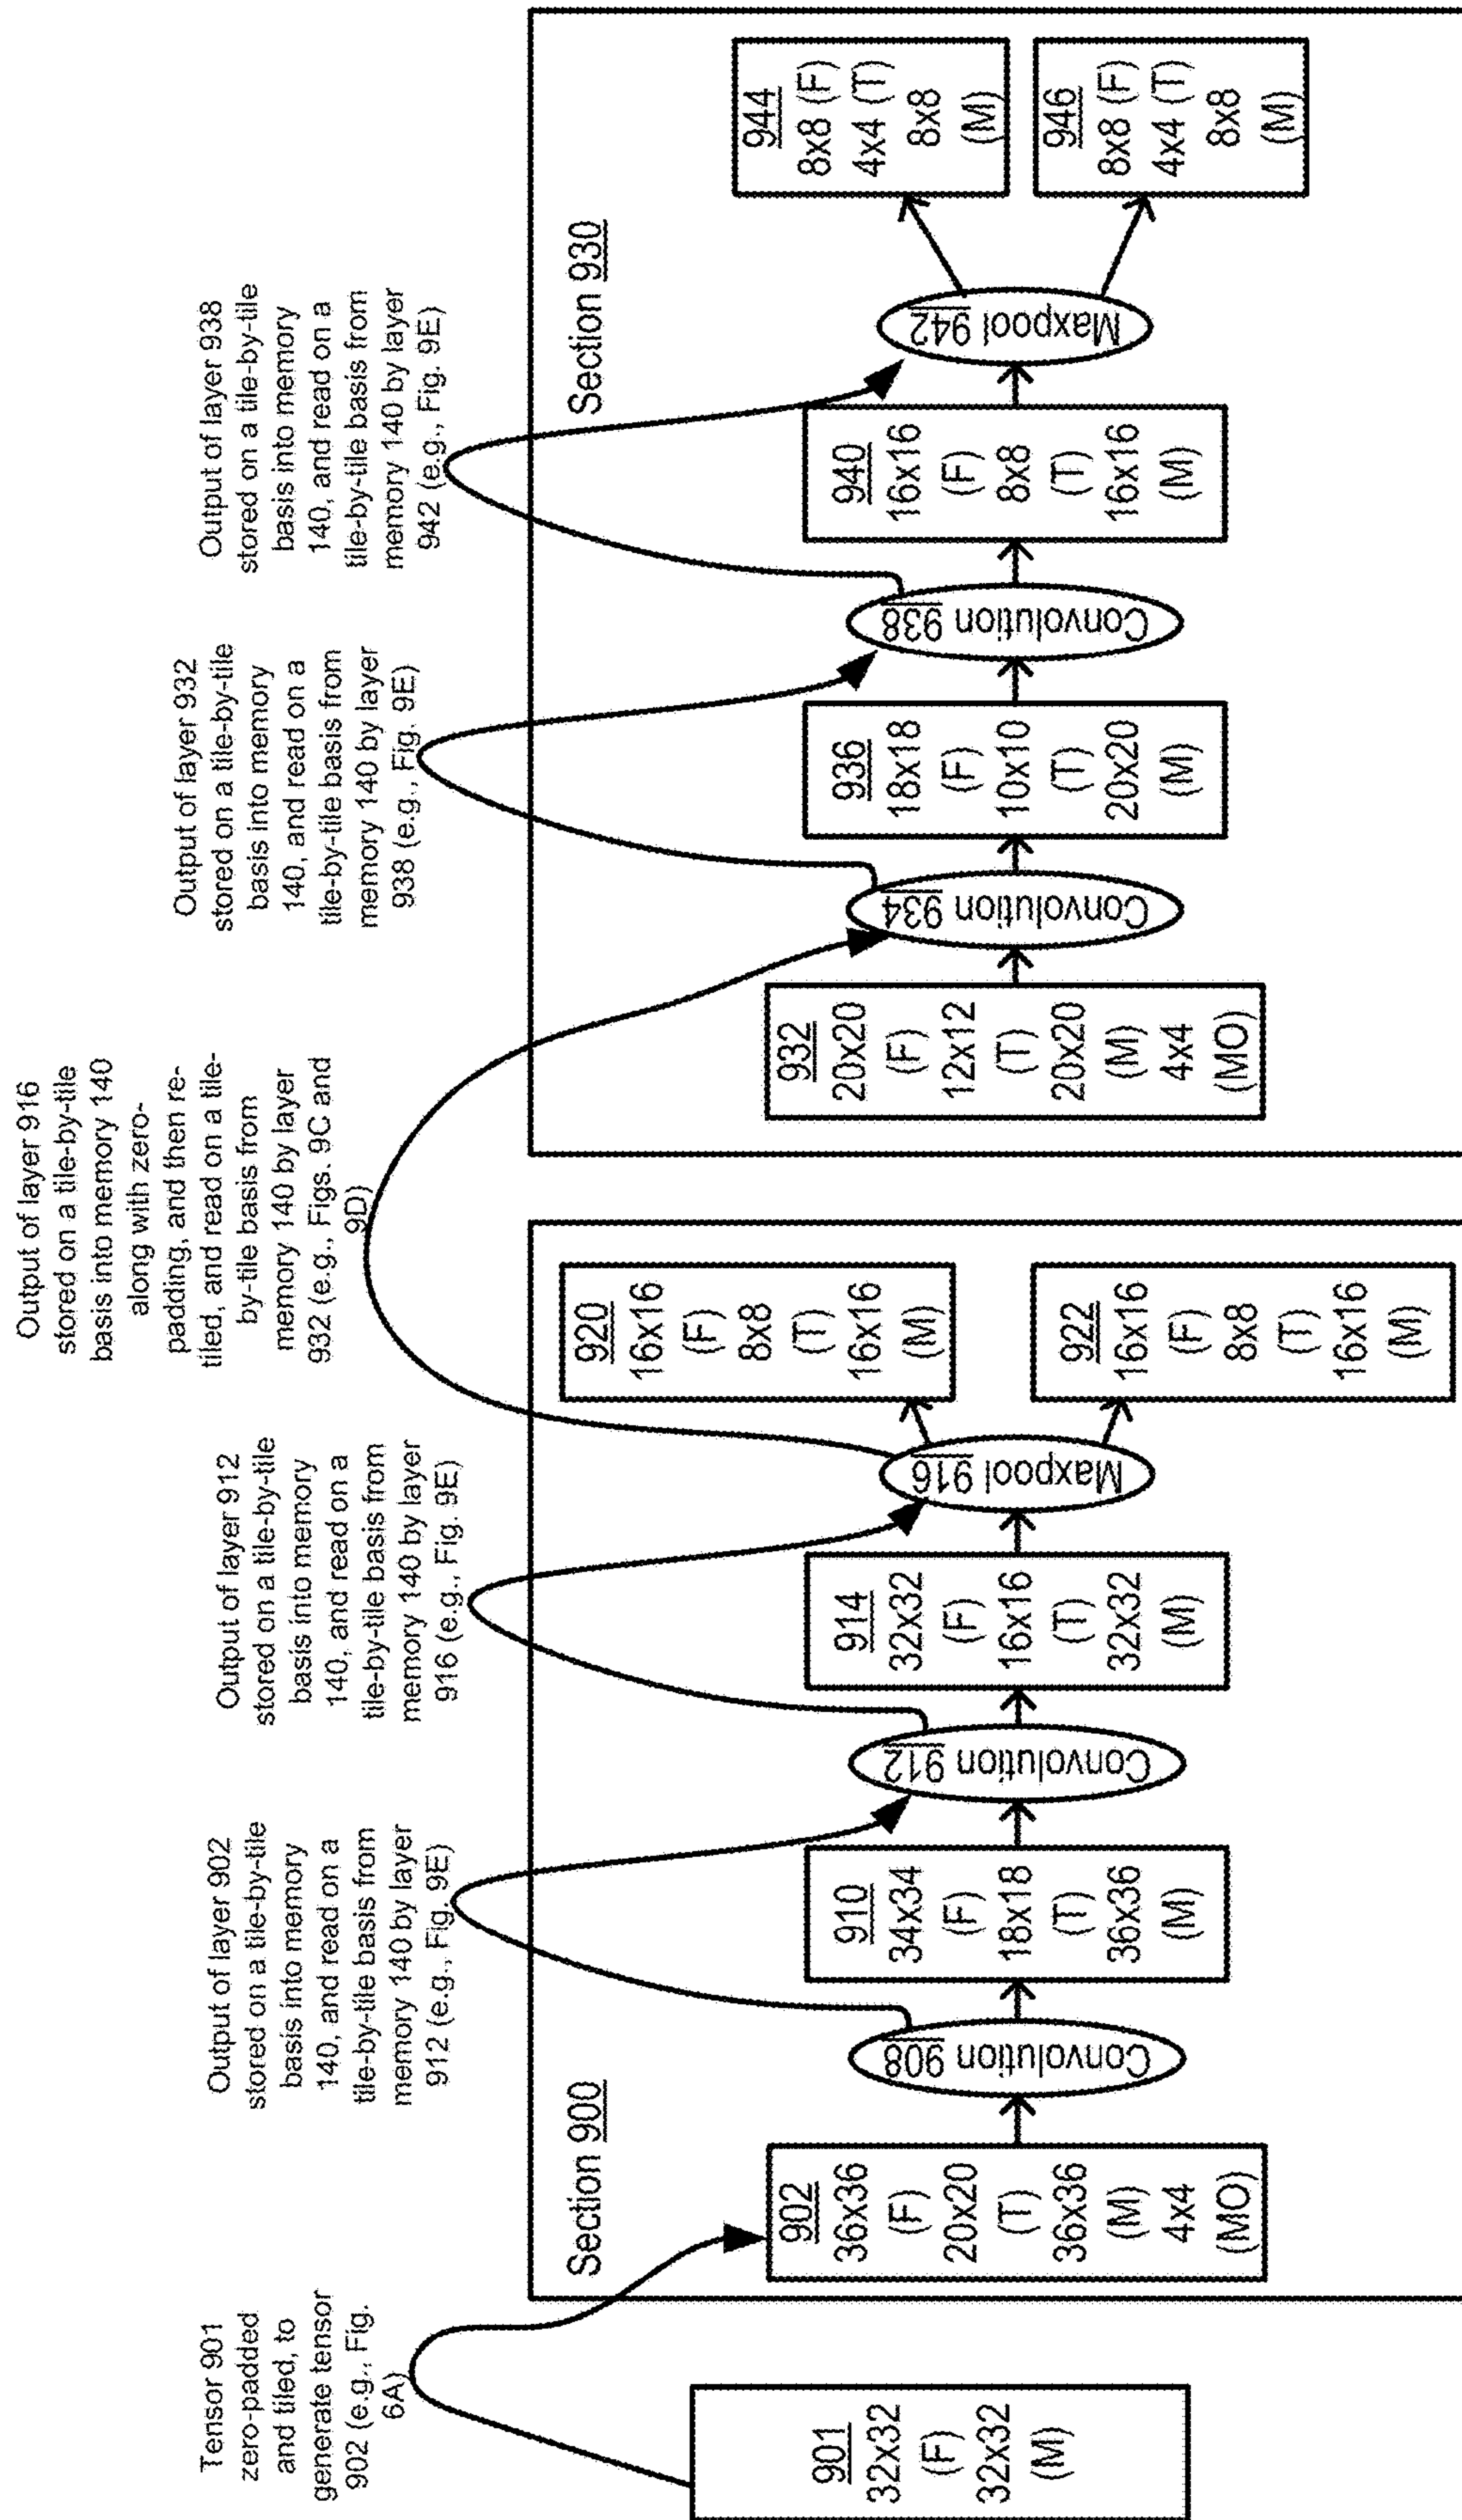 Tensor 901
zero-padded
and tiled, to
generate tensor
902 (e.g., Fig.
6A)
901
32x32
(F)
32x32
(M)
Section 900
902
36x36
(F)
20x20
(T)
36x36
(M)
4x4
(MO)
Convolution 908
Output of layer 902
stored on a tile-by-tile
basis into memory
140, and read on a
tile-by-tile basis from
memory 140 by layer
912 (e.g., Fig. 9E)
910
34x34
(F)
18x18
(T)
36x36
(M)
Convolution 912
Output of layer 912
stored on a tile-by-tile
basis into memory
140, and read on a
tile-by-tile basis from
memory 140 by layer
916 (e.g., Fig. 9E)
914
32x32
(F)
16x16
(T)
32x32
(M)
Maxpool 916
920
16x16
(F)
8x8
(T)
16x16
(M)
922
16x16
(F)
8x8
(T)
16x16
(M)
Output of layer 916
stored on a tile-by-tile
basis into memory 140
along with zero-
padding, and then re-
tiled, and read on a tile-
by-tile basis from
memory 140 by layer
932 (e.g., Figs. 9C and
9D)
Section 930
932
20x20
(F)
12x12
(T)
20x20
(M)
4x4
(MO)
Convolution 934
Output of layer 932
stored on a tile-by-tile
basis into memory
140, and read on a
tile-by-tile basis from
memory 140 by layer
938 (e.g., Fig. 9E)
936
18x18
(F)
10x10
(T)
20x20
(M)
Convolution 938
Output of layer 938
stored on a tile-by-tile
basis into memory
140, and read on a
tile-by-tile basis from
memory 140 by layer
942 (e.g., Fig. 9E)
940
16x16
(F)
8x8
(T)
16x16
(M)
Maxpool 942
944
8x8 (F)
4x4 (T)
8x8
(M)
946
8x8 (F)
4x4 (T)
8x8
(M)